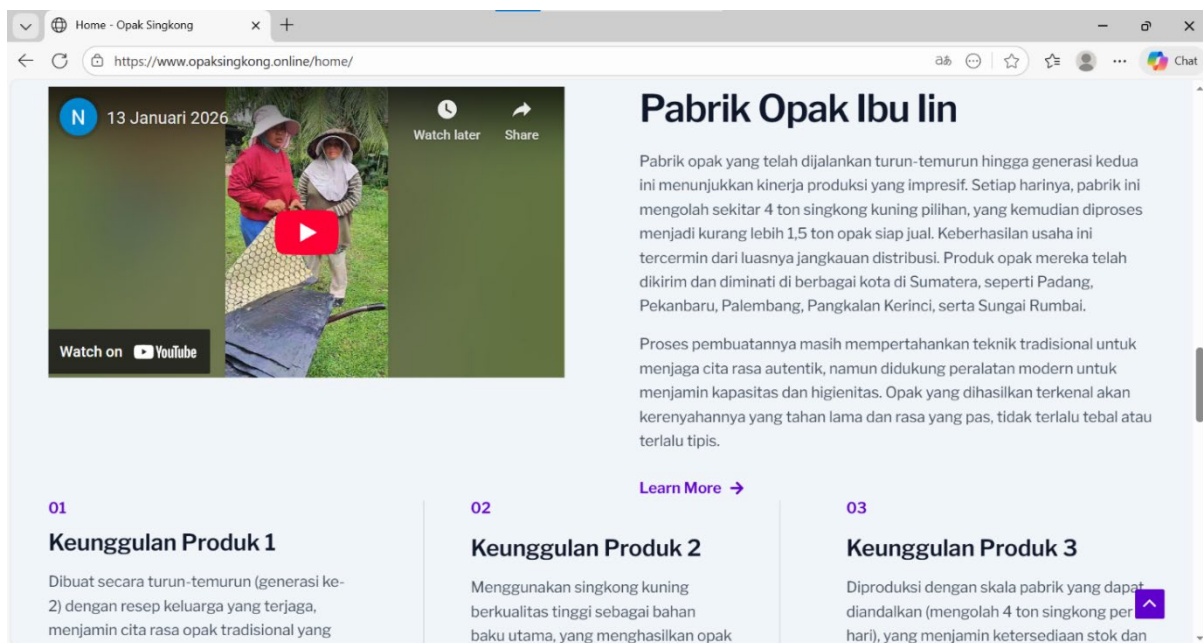 Home - Opak Singkong
https://www.opaksingkong.online/home/
Chat
N
13 Januari 2026
Watch later
Share
Watch on YouTube
Pabrik Opak Ibu Iin
Pabrik opak yang telah dijalankan turun-temurun hingga generasi kedua
ini menunjukkan kinerja produksi yang impresif. Setiap harinya, pabrik ini
mengolah sekitar 4 ton singkong kuning pilihan, yang kemudian diproses
menjadi kurang lebih 1,5 ton opak siap jual. Keberhasilan usaha ini
tercermin dari luasnya jangkauan distribusi. Produk opak mereka telah
dikirim dan diminati di berbagai kota di Sumatera, seperti Padang,
Pekanbaru, Palembang, Pangkalan Kerinci, serta Sungai Rumbai.
Proses pembuatannya masih mempertahankan teknik tradisional untuk
menjaga cita rasa autentik, namun didukung peralatan modern untuk
menjamin kapasitas dan higienitas. Opak yang dihasilkan terkenal akan
kerenyahannya yang tahan lama dan rasa yang pas, tidak terlalu tebal atau
terlalu tipis.
Learn More →
01
Keunggulan Produk 1
Dibuat secara turun-temurun (generasi ke-
2) dengan resep keluarga yang terjaga,
menjamin cita rasa opak tradisional yang
02
Keunggulan Produk 2
Menggunakan singkong kuning
berkualitas tinggi sebagai bahan
baku utama, yang menghasilkan opak
03
Keunggulan Produk 3
Diproduksi dengan skala pabrik yang dapat
diandalkan (mengolah 4 ton singkong per
hari), yang menjamin ketersediaan stok dan